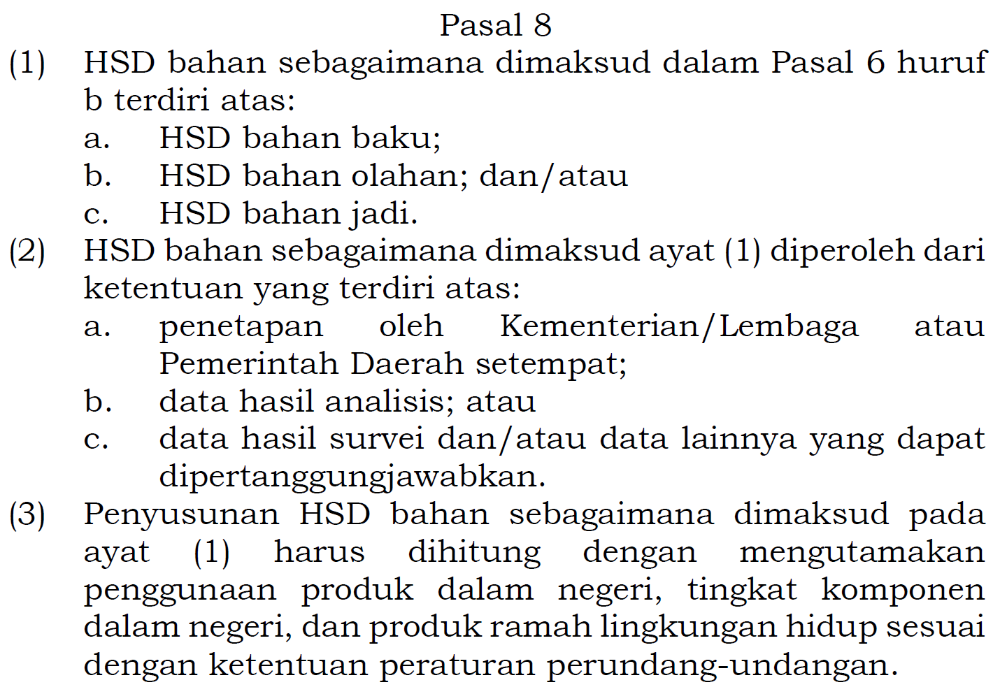 Pasal 8
(1) HSD bahan sebagaimana dimaksud dalam Pasal 6 huruf
b terdiri atas:
a. HSD bahan baku;
b. HSD bahan olahan; dan/atau
c. HSD bahan jadi.
(2) HSD bahan sebagaimana dimaksud ayat (1) diperoleh dari
ketentuan yang terdiri atas:
a. penetapan oleh Kementerian/Lembaga atau
Pemerintah Daerah setempat;
b. data hasil analisis; atau
c. data hasil survei dan/atau data lainnya yang dapat
dipertanggungjawabkan.
(3) Penyusunan HSD bahan sebagaimana dimaksud pada
ayat (1) harus dihitung dengan mengutamakan
penggunaan produk dalam negeri, tingkat komponen
dalam negeri, dan produk ramah lingkungan hidup sesuai
dengan ketentuan peraturan perundang-undangan.